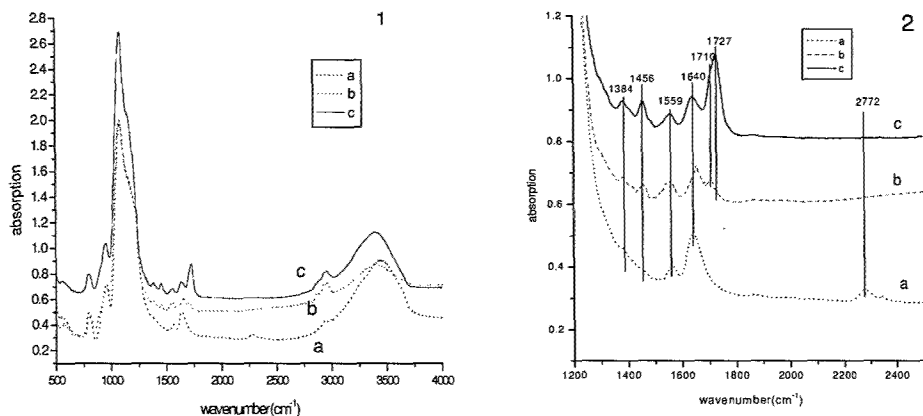 1
2.8
2.6
2.4
2.2
2.0
1.8
1.6
1.4
1.2
1.0
0.8
0.6
0.4
0.2
absorption
a
b
c
c
b
a
500 1000 1500 2000 2500 3000 3500 4000
wavenumber(cm-1)
2
1.2
1.0
0.8
0.6
0.4
0.2
absorption
a
b
c
1384 1456 1559 1640 1710 1727 2772
c
b
a
1200 1400 1600 1800 2000 2200 2400
wavenumber(cm-1)